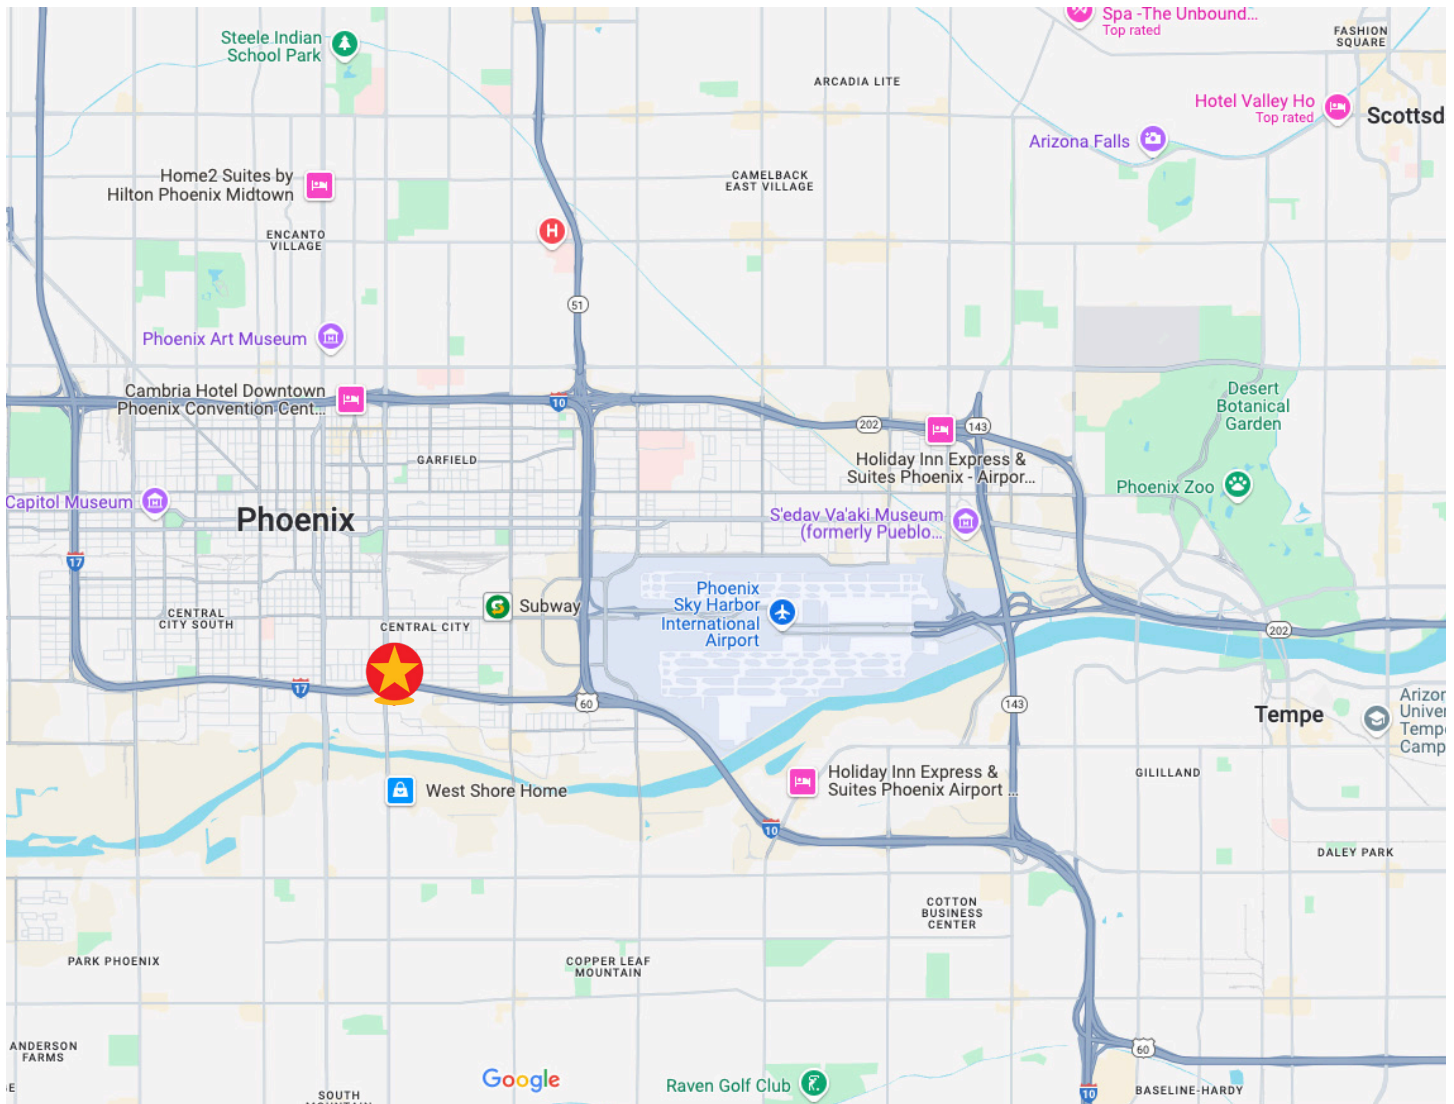 Steele Indian
School Park
Spa -The Unbound...
Top rated
FASHION
SQUARE
ARCADIA LITE
Hotel Valley Ho
Top rated
Scottsd
Arizona Falls
Home2 Suites by
Hilton Phoenix Midtown
CAMELBACK
EAST VILLAGE
ENCANTO
VILLAGE
H
51
Phoenix Art Museum
Cambria Hotel Downtown
Phoenix Convention Cent...
10
202
143
Desert
Botanical
Garden
GARFIELD
Holiday Inn Express &
Suites Phoenix - Airpor...
Phoenix Zoo
Capitol Museum
Phoenix
S'edav Va'aki Museum
(formerly Pueblo...
17
Phoenix
Sky Harbor
International
Airport
Subway
CENTRAL
CITY SOUTH
CENTRAL CITY
202
17
60
143
Tempe
Arizor
Univer
Tempe
Camp
West Shore Home
Holiday Inn Express &
Suites Phoenix Airport ...
GILILLAND
10
DALEY PARK
COTTON
BUSINESS
CENTER
PARK PHOENIX
COPPER LEAF
MOUNTAIN
ANDERSON
FARMS
60
GE
Google
Raven Golf Club
10
BASELINE-HARDY
SOUTH
MOUNTAIN